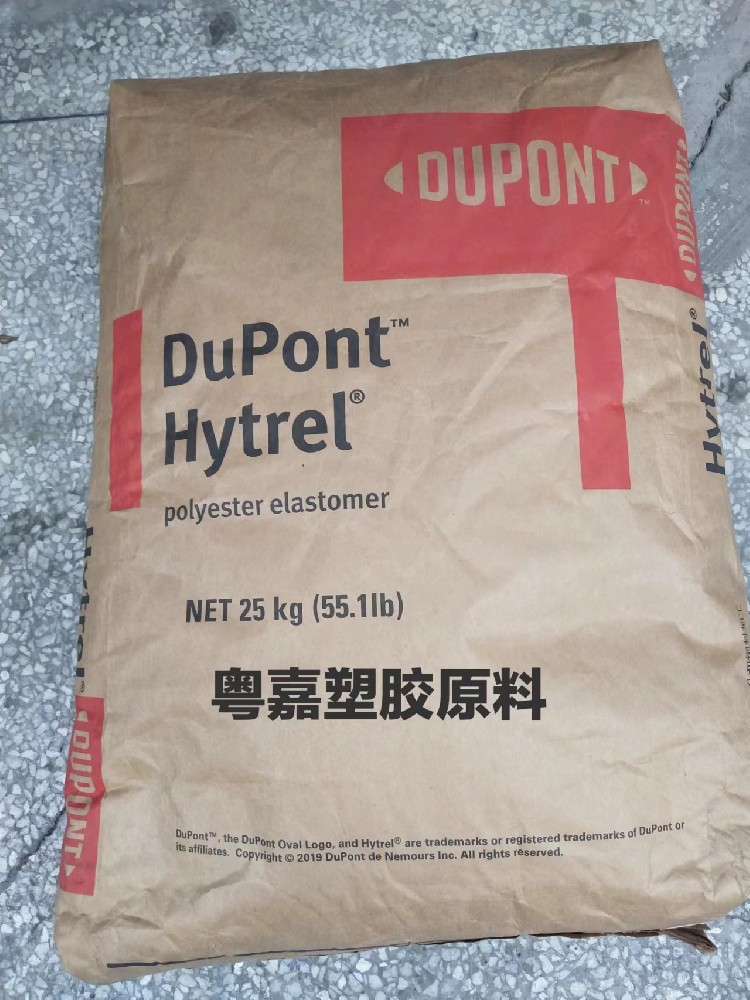 DUPONT™
DUPONT
Hytrel®
DuPont™
Hytrel®
polyester elastomer
NET 25 kg (55.1lb)
粤嘉塑胶原料
Hytrel®
DUPONT
DuPont™, the DuPont Oval Logo, and Hytrel® are trademarks or registered trademarks of DuPont or
its affiliates. Copyright © 2019 DuPont de Nemours Inc. All rights reserved.